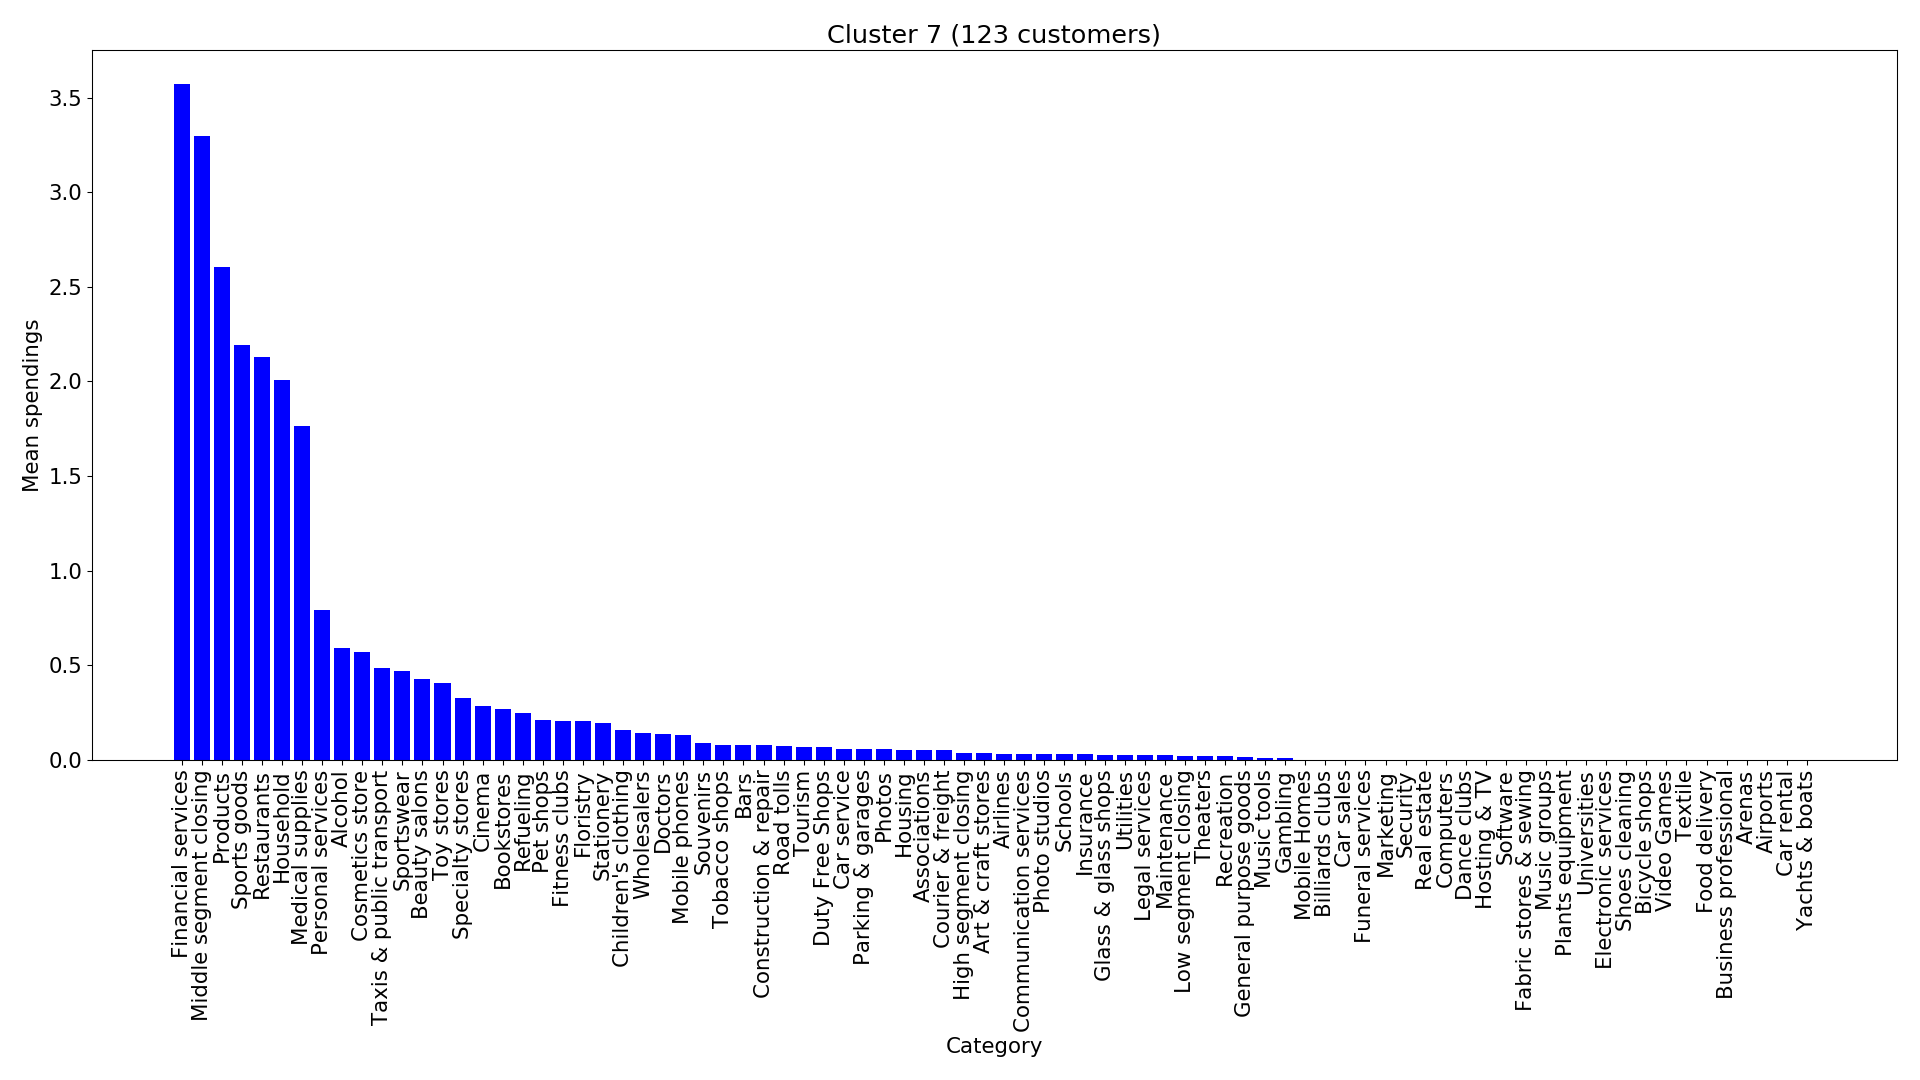 Cluster 7 (123 customers)
Mean spendings
3.5
3.0
2.5
2.0
1.5
1.0
0.5
0.0
Financial services
Middle segment closing
Products
Sports goods
Restaurants
Household
Medical supplies
Personal services
Alcohol
Cosmetics store
Taxis & public transport
Sportswear
Beauty salons
Toy stores
Specialty stores
Cinema
Bookstores
Refueling
Pet shops
Fitness clubs
Floristry
Stationery
Children's clothing
Wholesalers
Doctors
Mobile phones
Souvenirs
Tobacco shops
Bars
Construction & repair
Road tolls
Tourism
Duty Free Shops
Car service
Parking & garages
Photos
Housing
Associations
Courier & freight
High segment closing
Art & craft stores
Airlines
Communication services
Photo studios
Schools
Insurance
Glass & glass shops
Utilities
Legal services
Maintenance
Low segment closing
Theaters
Recreation
General purpose goods
Music tools
Gambling
Mobile Homes
Billiards clubs
Car sales
Funeral services
Marketing
Security
Real estate
Computers
Dance clubs
Hosting & TV
Software
Fabric stores & sewing
Music groups
Plants equipment
Universities
Electronic services
Shoes cleaning
Bicycle shops
Video Games
Textile
Food delivery
Business professional
Arenas
Airports
Car rental
Yachts & boats
Category